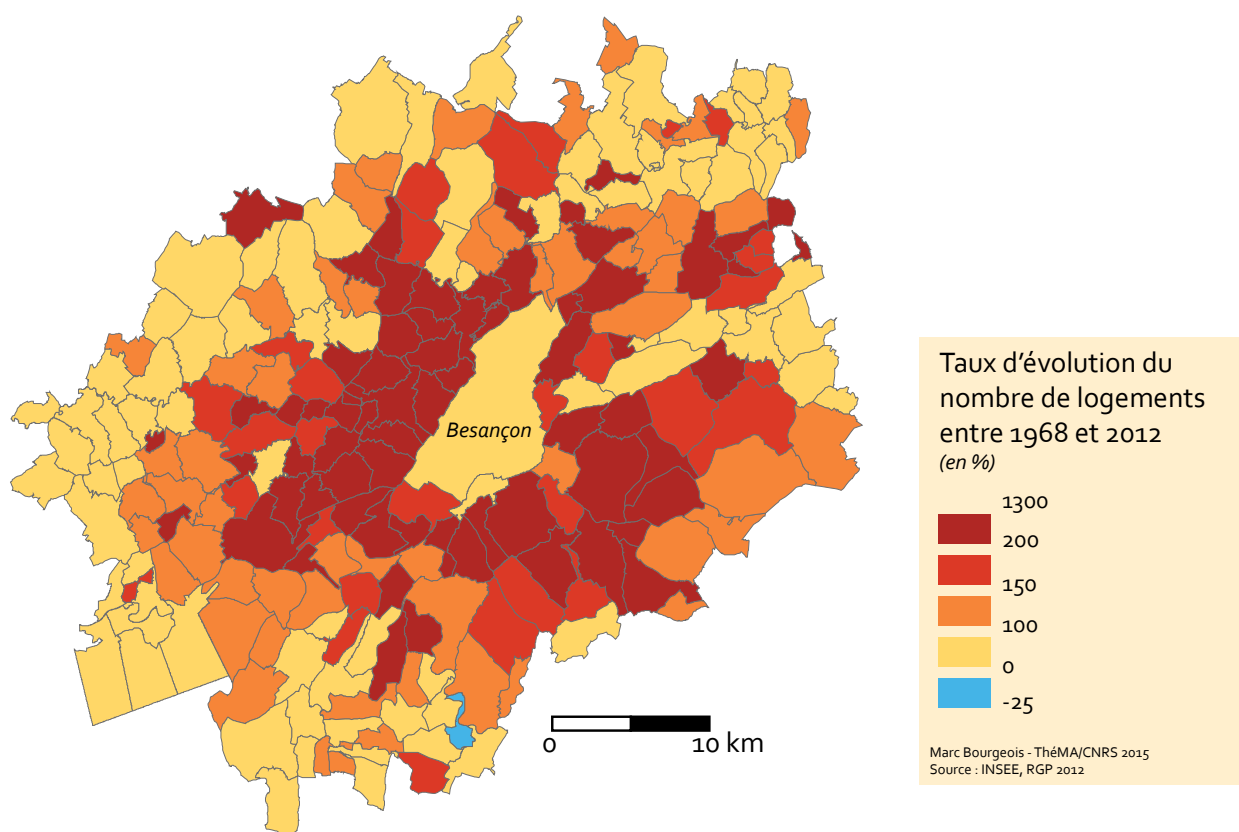 Besançon
0 10 km
Taux d'évolution du
nombre de logements
entre 1968 et 2012
(en %)
1300
200
150
100
0
-25
Marc Bourgeois - ThéMA/CNRS 2015
Source : INSEE, RGP 2012